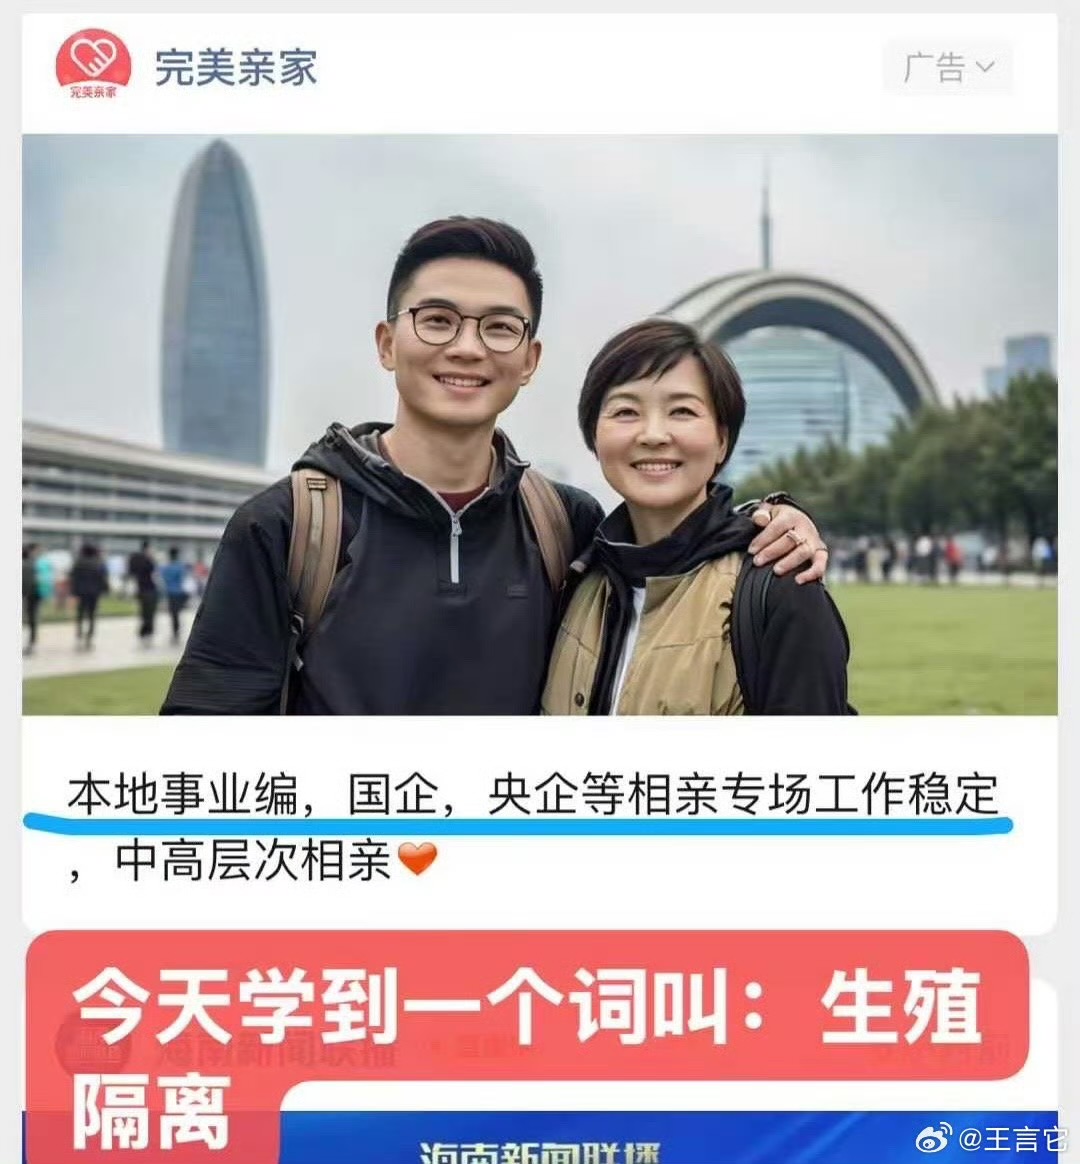 完美亲家
完美亲家
广告
本地事业编，国企，央企等相亲专场工作稳定
，中高层次相亲
今天学到一个词叫：生殖
隔离
海南新闻联播
海南新闻联播
@王言它